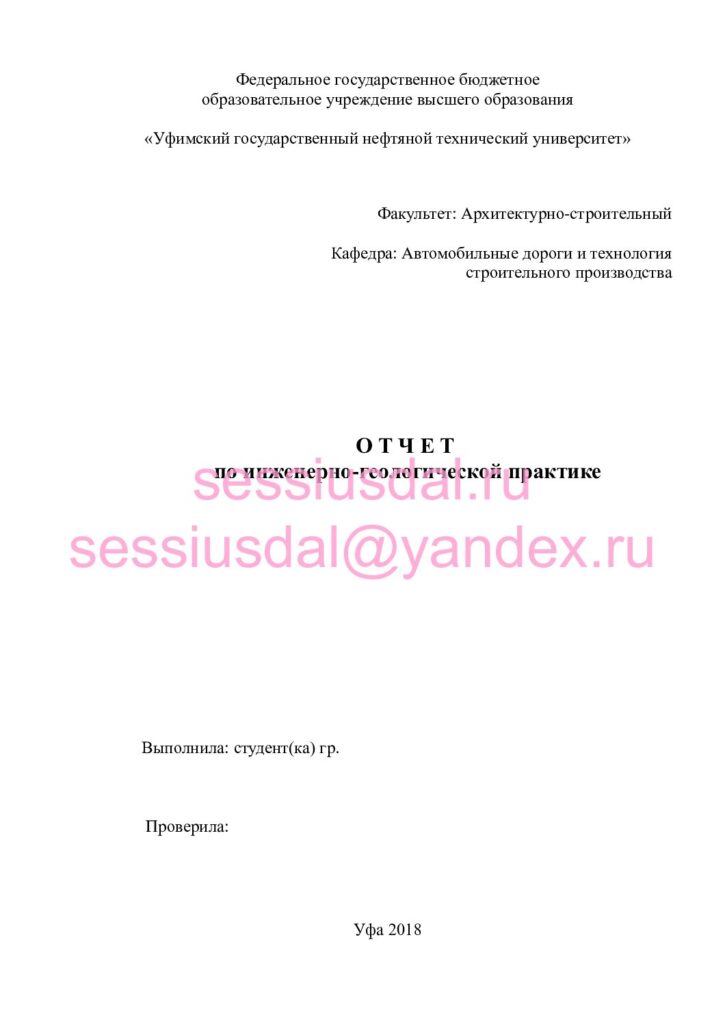 Федеральное государственное бюджетное
образовательное учреждение высшего образования
«Уфимский государственный нефтяной технический университет»
Факультет: Архитектурно-строительный
Кафедра: Автомобильные дороги и технология
строительного производства
О Т Ч Е Т
по инженерно-геологической практике
sessiusdal.ru
sessiusdal@yandex.ru
Выполнила: студент(ка) гр.
Проверила:
Уфа 2018